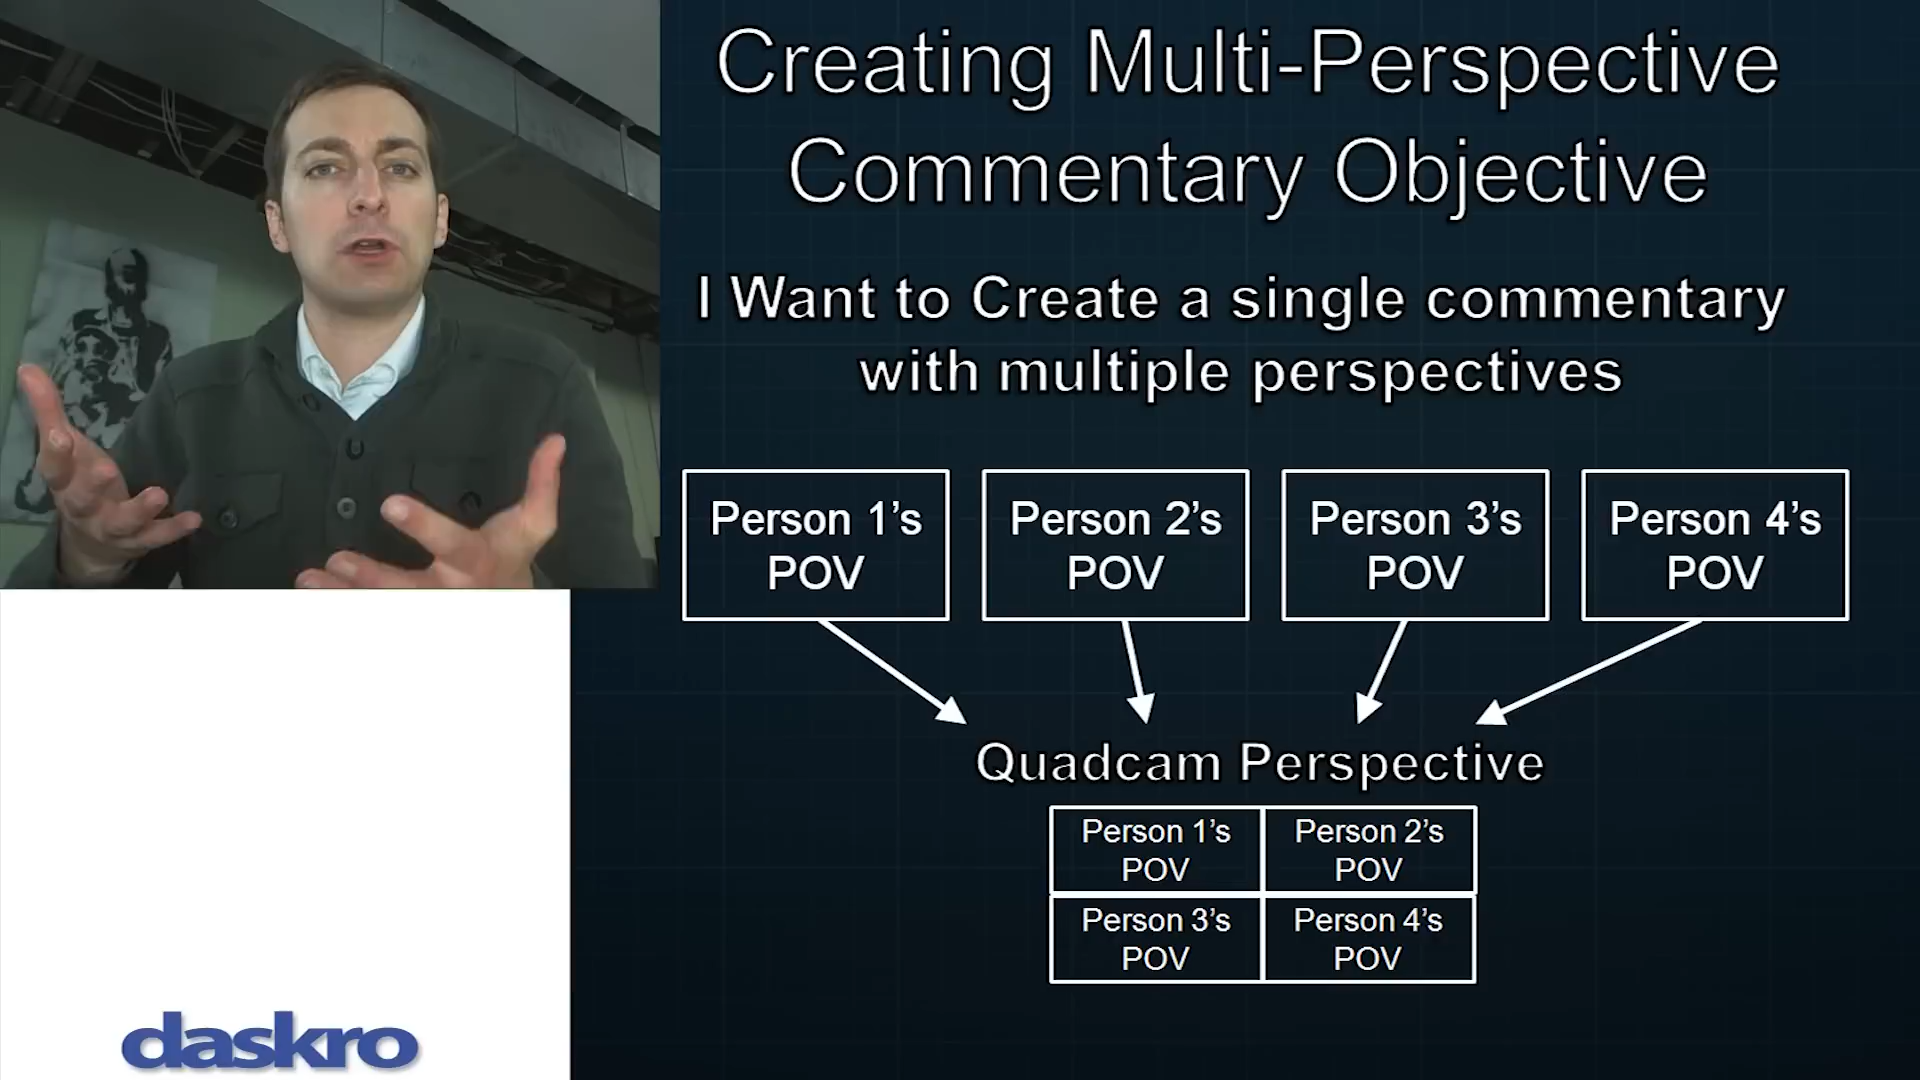 Creating Multi-Perspective
Commentary Objective
I Want to Create a single commentary
with multiple perspectives
Person 1’s
POV
Person 2’s
POV
Person 3’s
POV
Person 4’s
POV
Quadcam Perspective
Person 1’s
POV
Person 2’s
POV
Person 3’s
POV
Person 4’s
POV
daskro